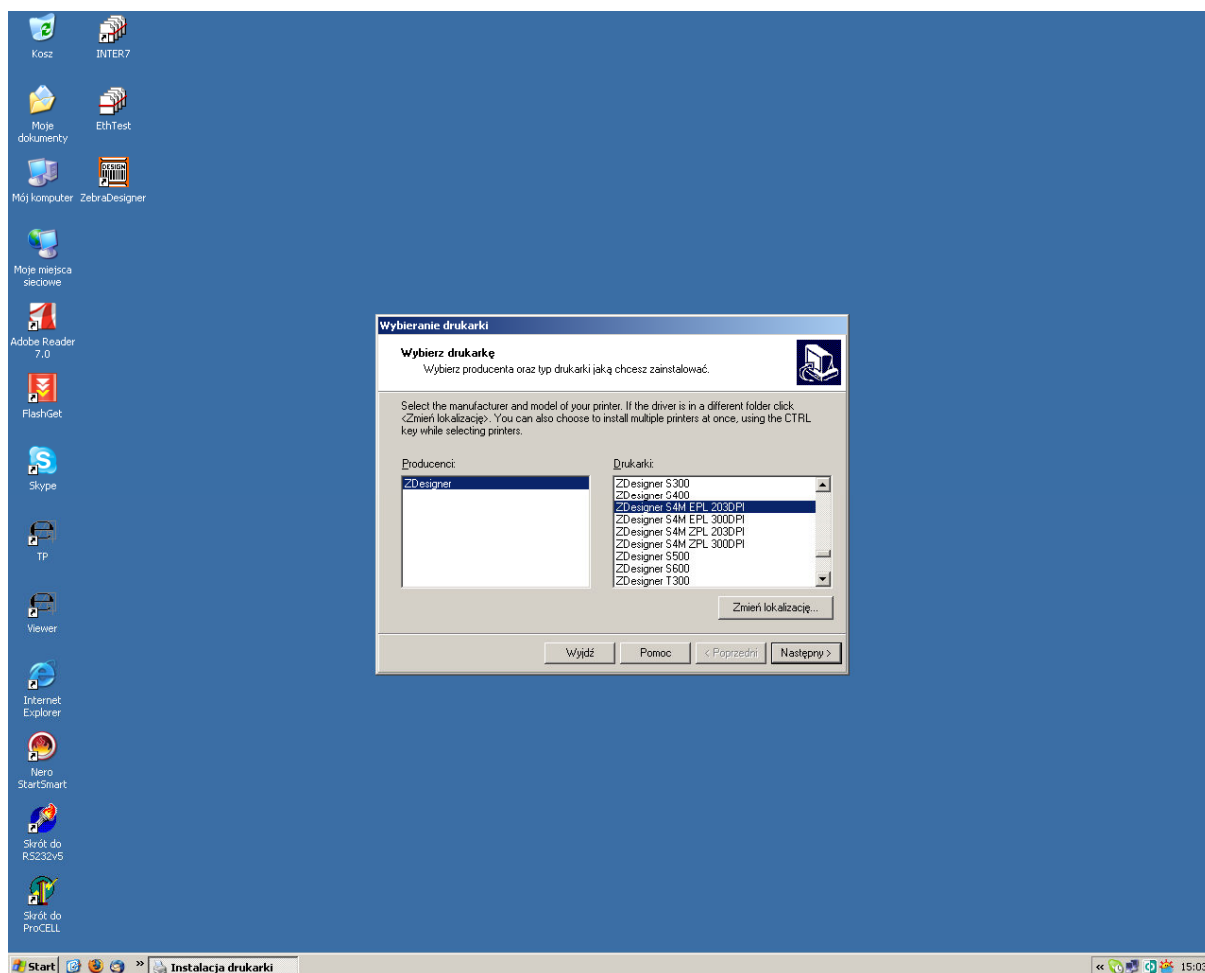 Kosz
INTER7
Moje
dokumenty
EthTest
Mój komputer
DESIGN
ZebraDesigner
Moje miejsca
sieciowe
Adobe Reader
7.0
FlashGet
Skype
TP
Viewer
Internet
Explorer
Nero
StartSmart
Skrót do
RS232v5
Skrót do
ProCELL
Wybieranie drukarki
Wybierz drukarkę
Wybierz producenta oraz typ drukarki jaką chcesz zainstalować.
Select the manufacturer and model of your printer. If the driver is in a different folder click
<Zmień lokalizację>. You can also choose to install multiple printers at once, using the CTRL
key while selecting printers.
Producenci:
ZDesigner
Drukarki:
ZDesigner S300
ZDesigner S400
ZDesigner S4M EPL 203DPI
ZDesigner S4M EPL 300DPI
ZDesigner S4M ZPL 203DPI
ZDesigner S4M ZPL 300DPI
ZDesigner S500
ZDesigner S600
ZDesigner T300
Zmień lokalizację...
Wyjdź
Pomoc
< Poprzedni
Następny >
Start
»
Instalacja drukarki
«
15:03